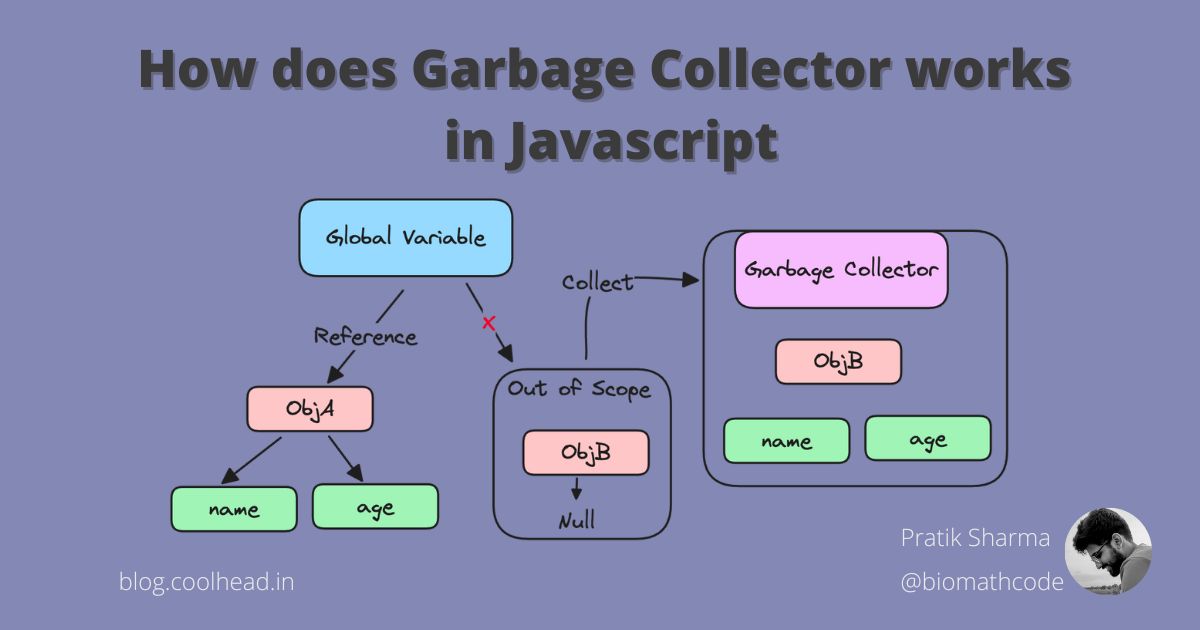 How does Garbage Collector works
in Javascript
Global Variable
Reference
x
ObjA
name
age
Out of Scope
ObjB
Null
Collect
Garbage Collector
ObjB
name
age
Pratik Sharma
@biomathcode
blog.coolhead.in